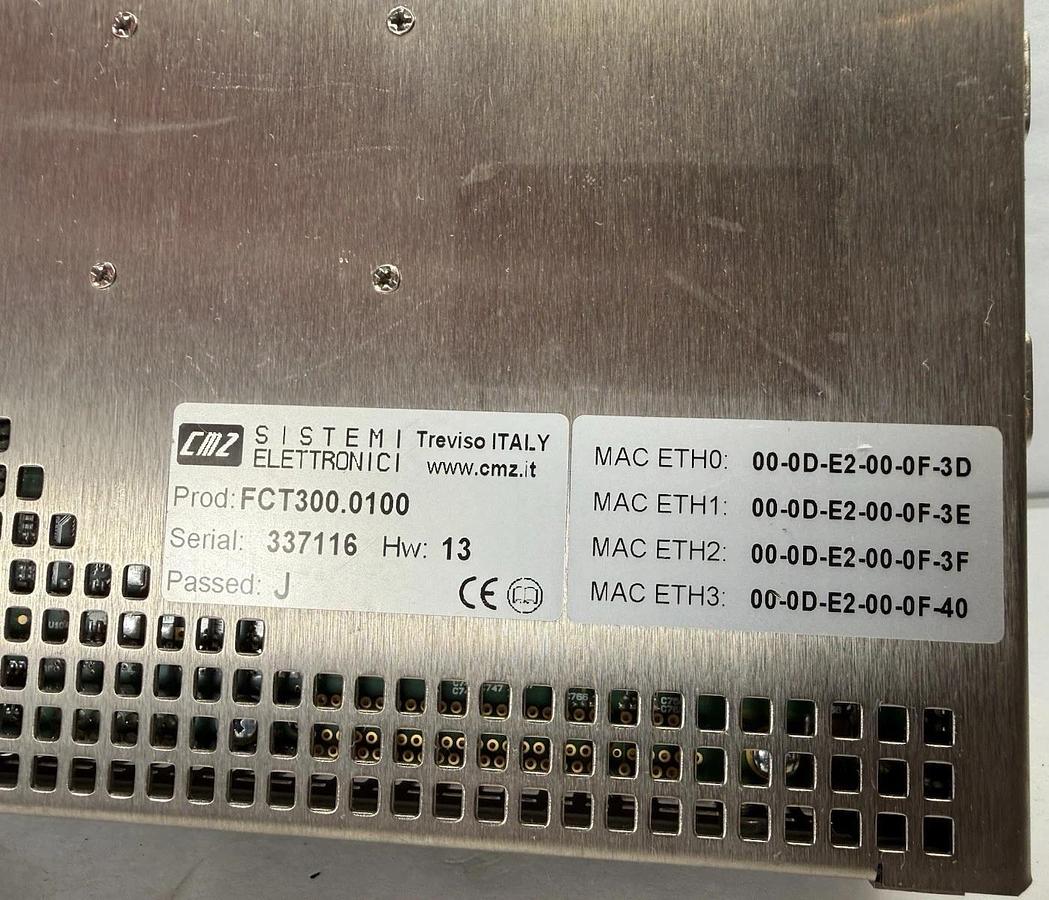 CMZ SISTEMI ELETTRONICI Treviso ITALY
www.cmz.it
Prod: FCT300.0100
Serial: 337116 Hw: 13
Passed: J
CE
MAC ETH0: 00-0D-E2-00-0F-3D
MAC ETH1: 00-0D-E2-00-0F-3E
MAC ETH2: 00-0D-E2-00-0F-3F
MAC ETH3: 00-0D-E2-00-0F-40